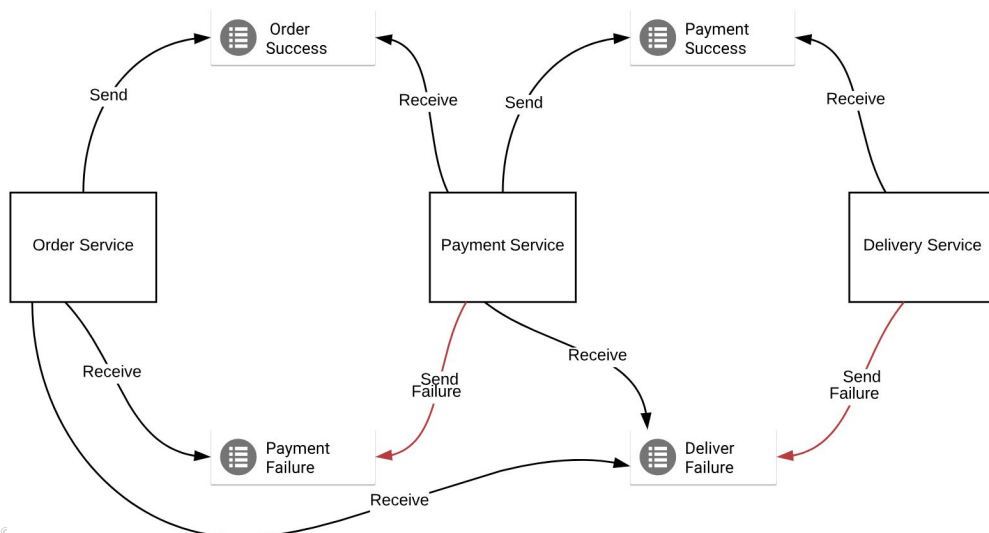 Order
Success
Payment
Success
Send
Receive
Send
Receive
Order Service
Payment Service
Delivery Service
Receive
Send
Failure
Receive
Send
Failure
Payment
Failure
Deliver
Failure
Receive